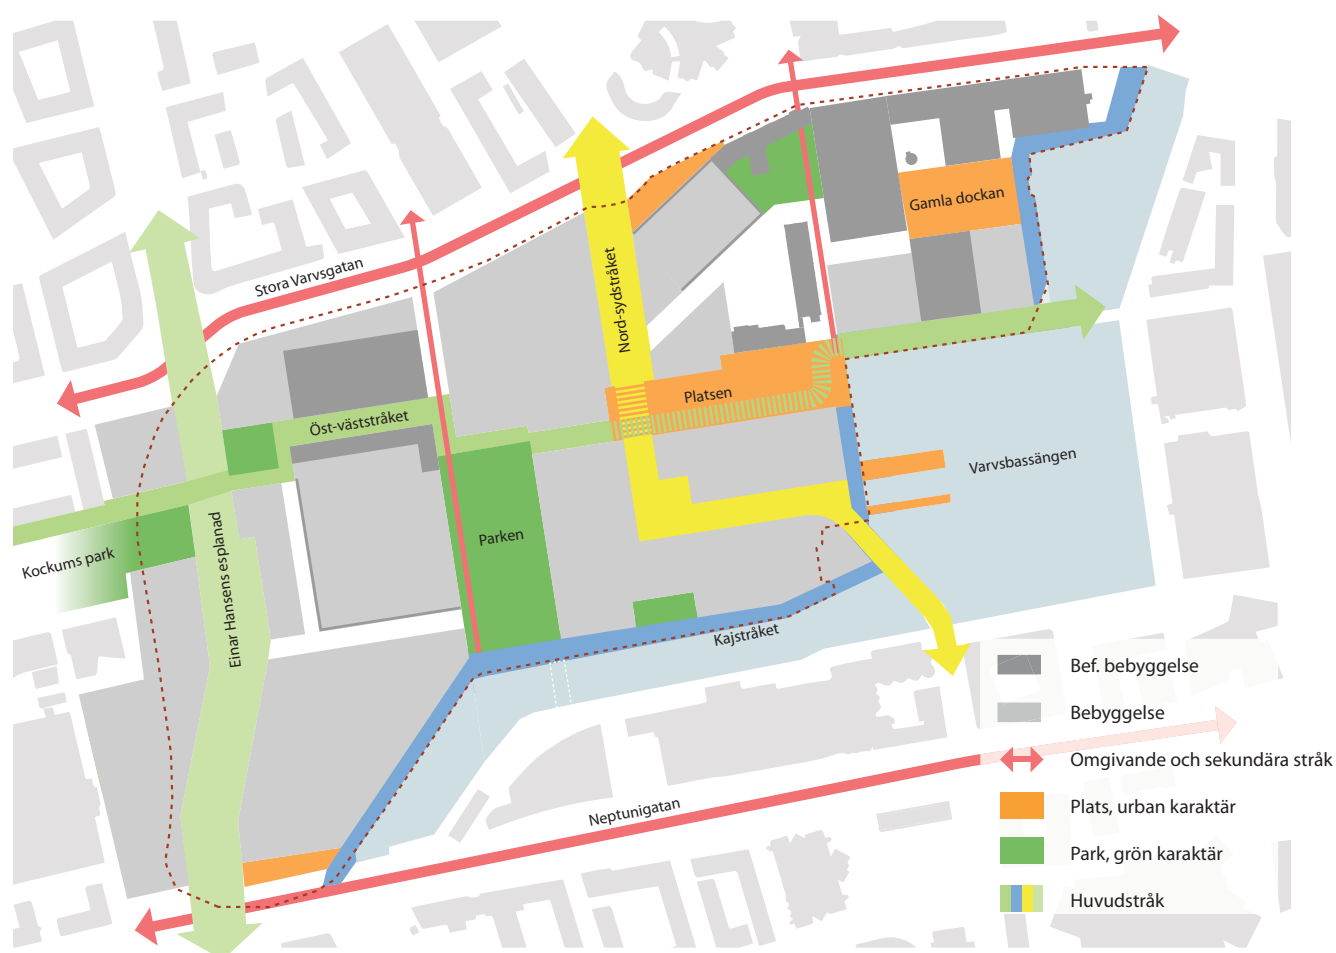 Gamla dockan
Stora Varvsgatan
Nord-sydstråket
Platsen
Öst-väststråket
Varvsbassängen
Parken
Kockums park
Einar Hansens esplanad
Kajstråket
Neptunigatan
Bef. bebyggelse
Bebyggelse
Omgivande och sekundära stråk
Plats, urban karaktär
Park, grön karaktär
Huvudstråk